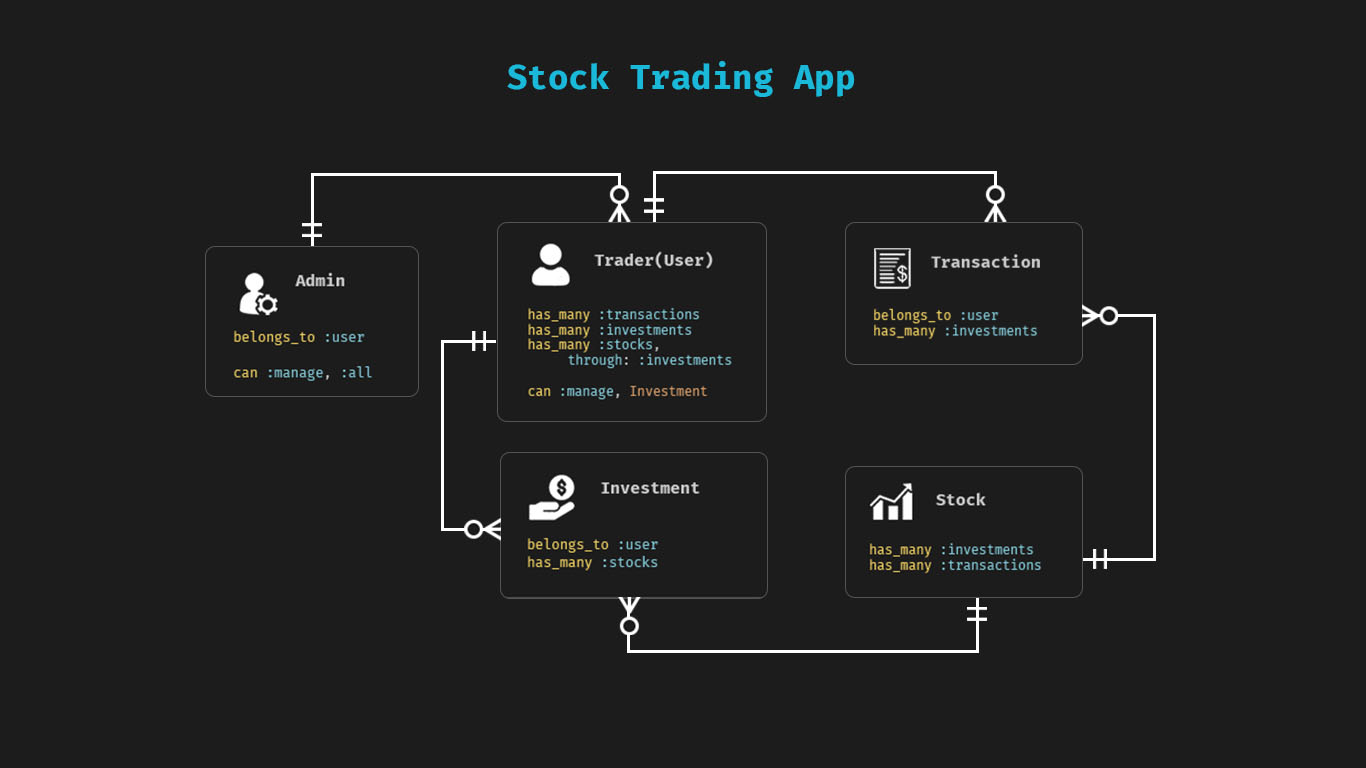 Stock Trading App
Admin
belongs_to :user
can :manage, :all
Trader(User)
has_many :transactions
has_many :investments
has_many :stocks,
through: :investments
can :manage, Investment
Transaction
$
belongs_to :user
has_many :investments
Investment
$
belongs_to :user
has_many :stocks
Stock
has_many :investments
has_many :transactions